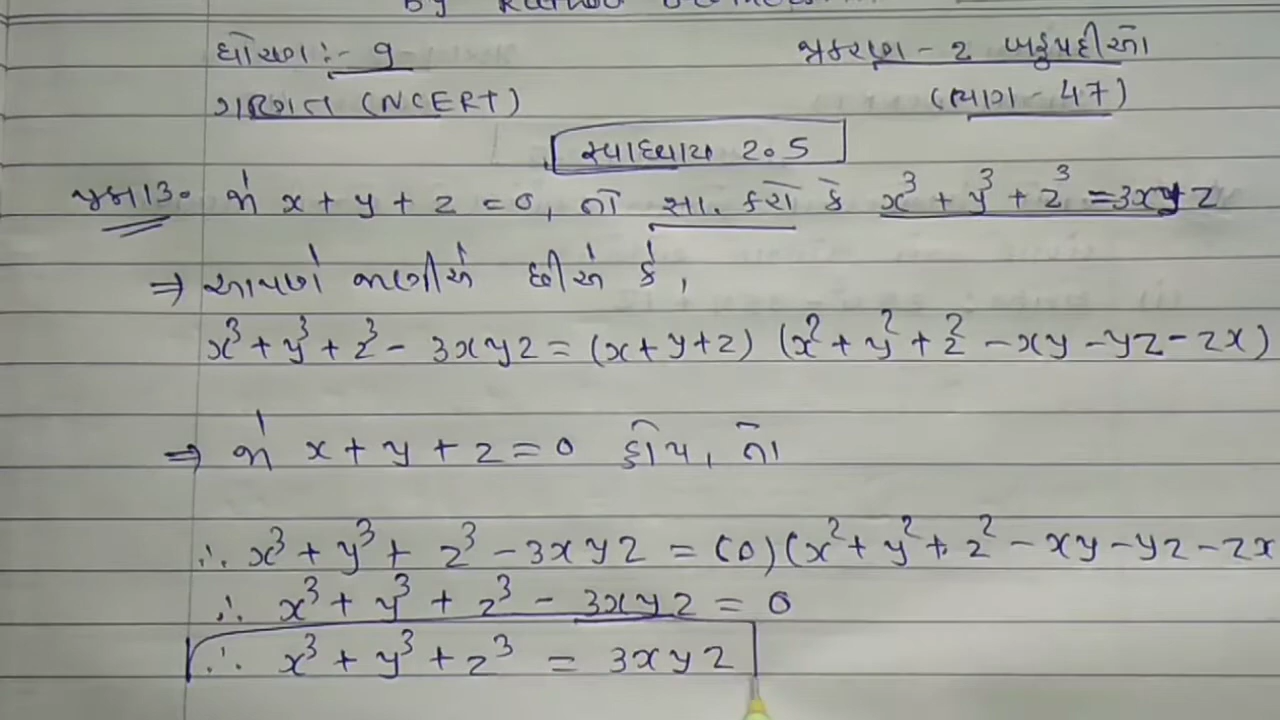 By
ધોરણ :- 9
પ્રકરણ - 2 બહુપદીઓ
ગણિત (NCERT)
(ભાગ - 47)
સ્વાધ્યાય 2.5
પ્રશ્ન 13. જો x + y + z = 0, તો સા. કરો કે x³ + y³ + z³ = 3xyz
⇒ આપણે જાણીએ છીએ કે,
x³ + y³ + z³ - 3xyz = (x + y + z) (x² + y² + z² - xy - yz - zx)
⇒ જો x + y + z = 0 હોય, તો
∴ x³ + y³ + z³ - 3xyz = (0)(x² + y² + z² - xy - yz - zx
∴ x³ + y³ + z³ - 3xyz = 0
∴ x³ + y³ + z³ = 3xyz